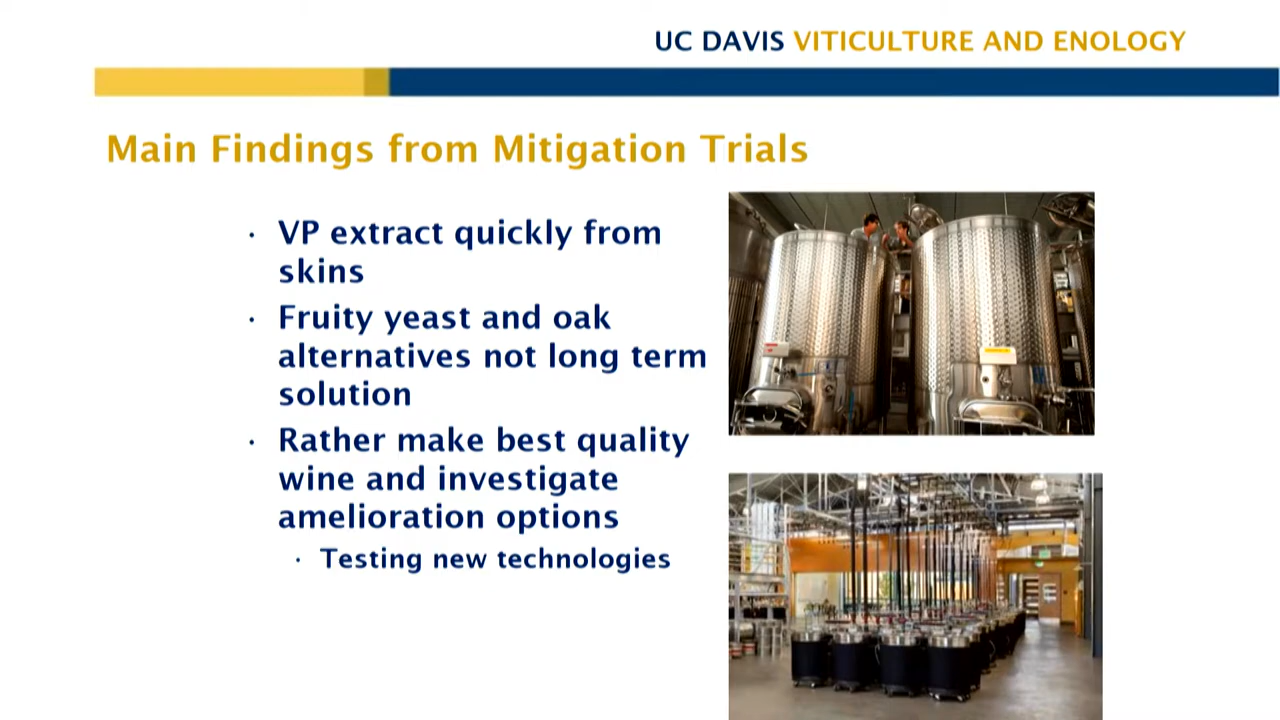 UC DAVIS VITICULTURE AND ENOLOGY
Main Findings from Mitigation Trials
· VP extract quickly from
skins
· Fruity yeast and oak
alternatives not long term
solution
· Rather make best quality
wine and investigate
amelioration options
· Testing new technologies